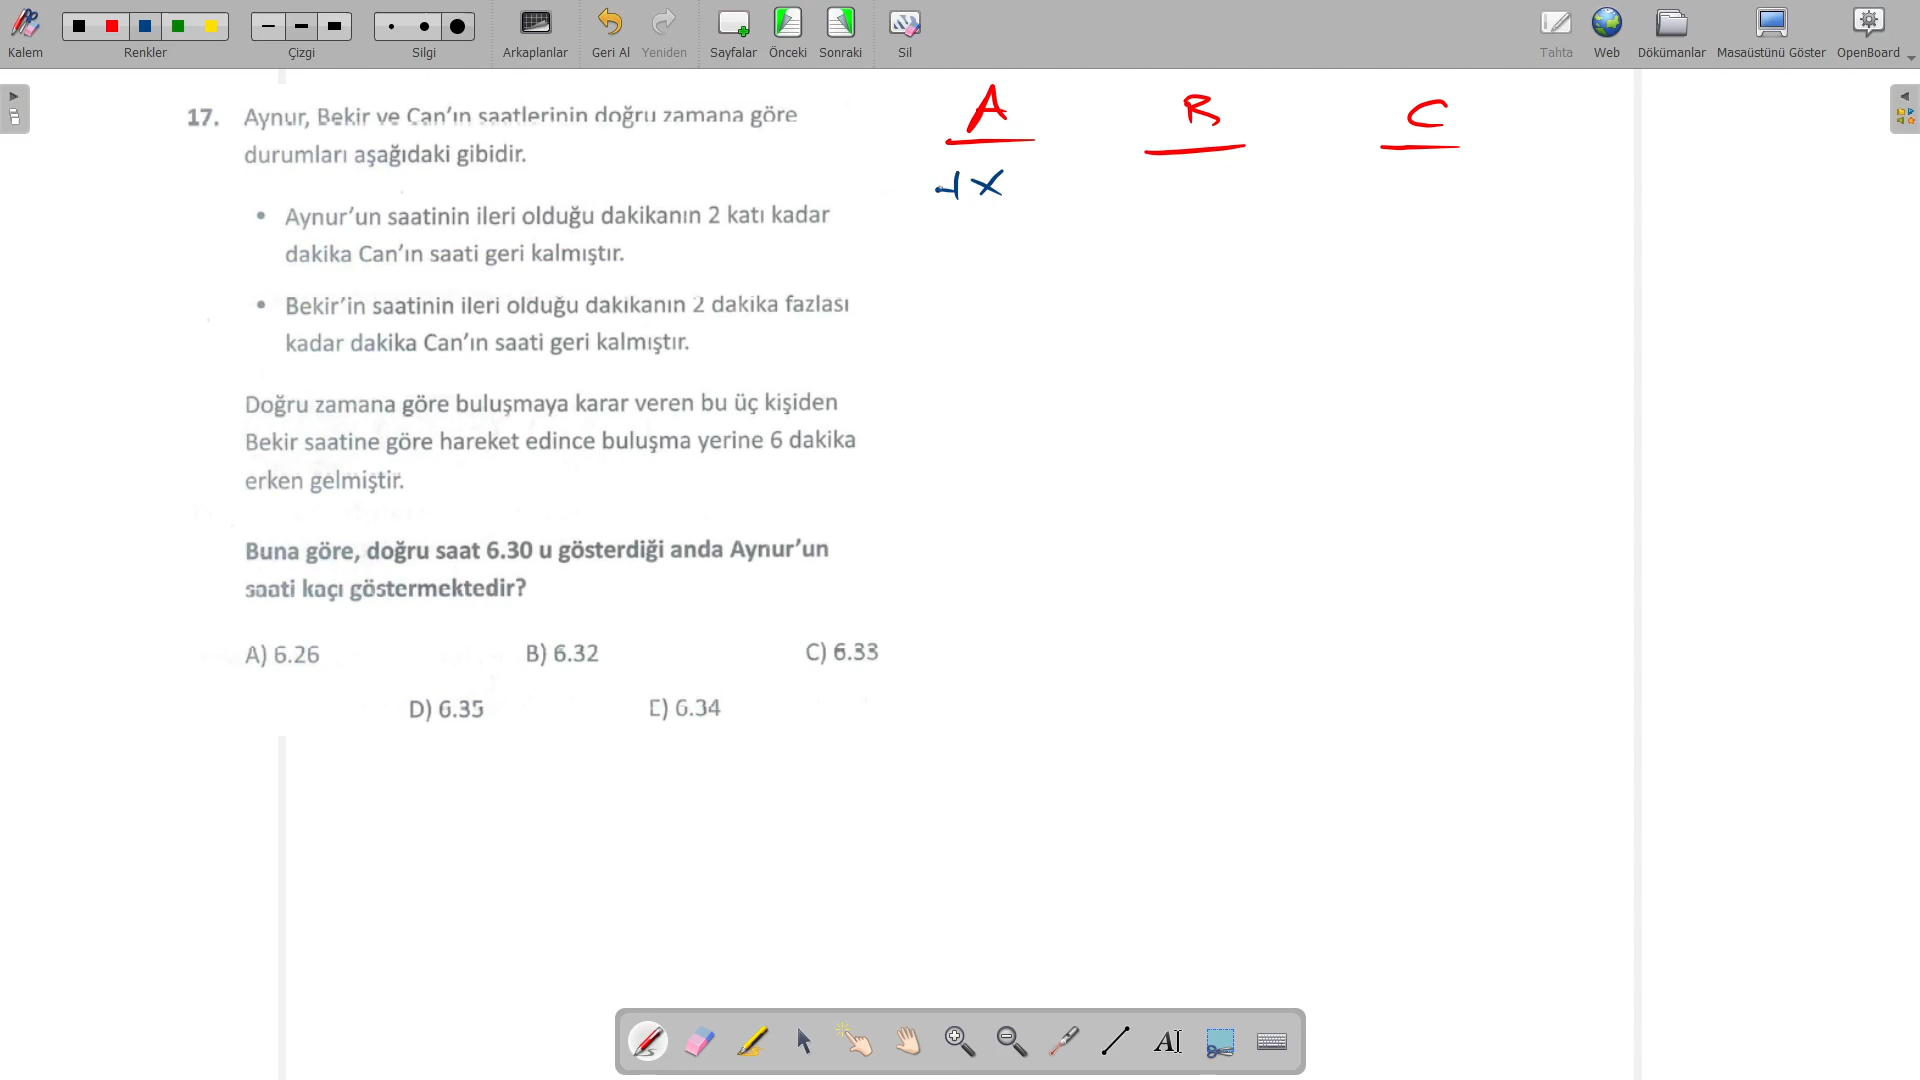 Kalem
Renkler
Çizgi
Silgi
Arkaplanlar
Geri Al
Yeniden
Sayfalar
Önceki
Sonraki
Sil
Tahta
Web
Dökümanlar
Masaüstünü Göster
OpenBoard
17. Aynur, Bekir ve Can'ın saatlerinin doğru zamana göre
durumları aşağıdaki gibidir.
• Aynur'un saatinin ileri olduğu dakikanın 2 katı kadar
dakika Can'ın saati geri kalmıştır.
• Bekir'in saatinin ileri olduğu dakikanın 2 dakika fazlası
kadar dakika Can'ın saati geri kalmıştır.
Doğru zamana göre buluşmaya karar veren bu üç kişiden
Bekir saatine göre hareket edince buluşma yerine 6 dakika
erken gelmiştir.
Buna göre, doğru saat 6.30 u gösterdiği anda Aynur'un
saati kaçı göstermektedir?
A) 6.26 B) 6.32 C) 6.33
D) 6.35 E) 6.34
A B C
+x